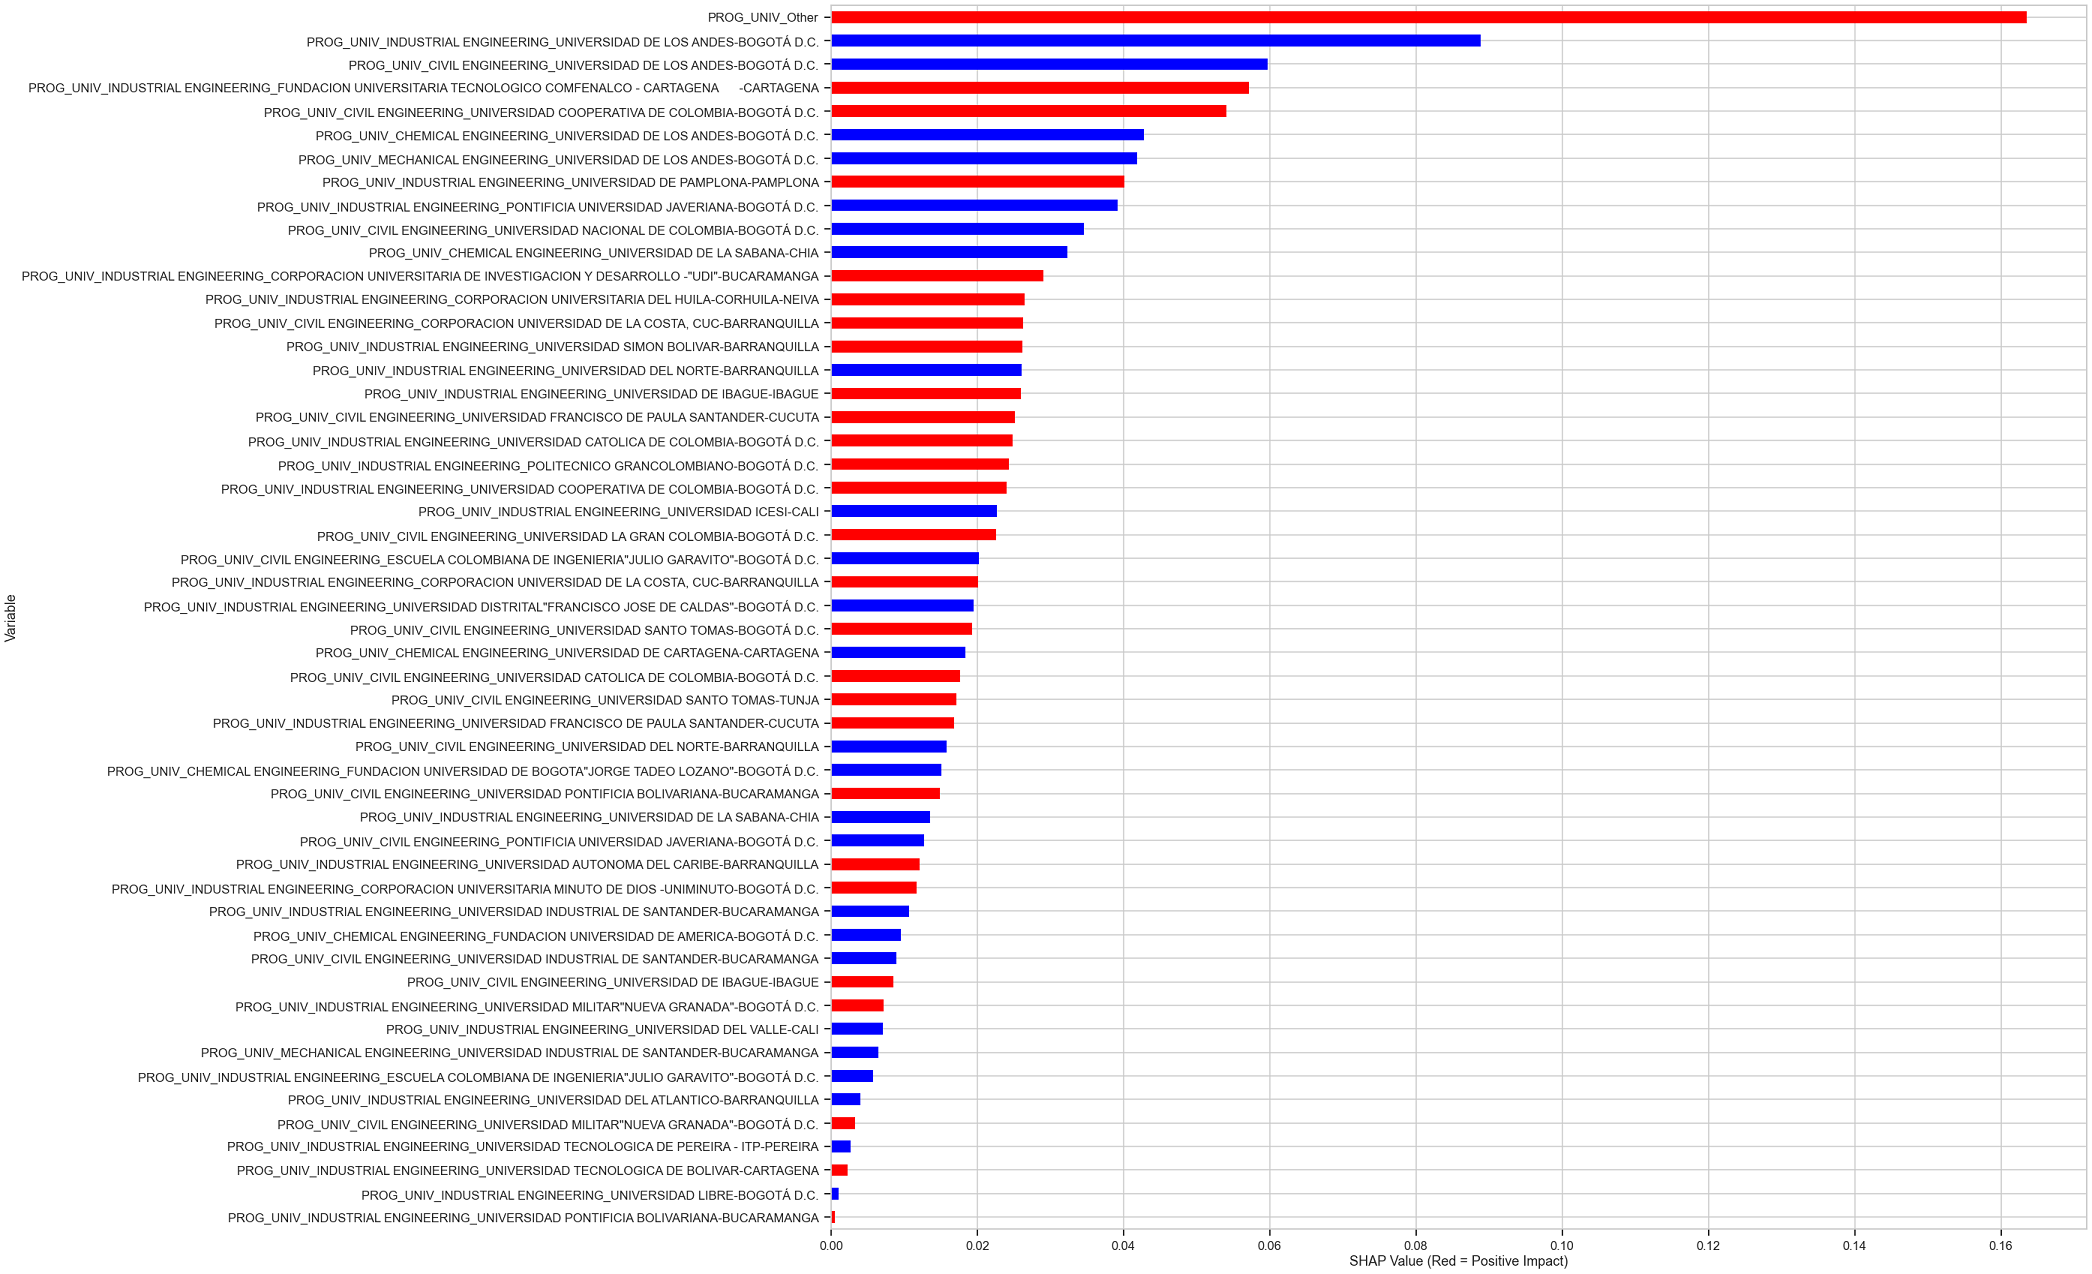 PROG_UNIV_Other
PROG_UNIV_INDUSTRIAL ENGINEERING_UNIVERSIDAD DE LOS ANDES-BOGOTÁ D.C.
PROG_UNIV_CIVIL ENGINEERING_UNIVERSIDAD DE LOS ANDES-BOGOTÁ D.C.
PROG_UNIV_INDUSTRIAL ENGINEERING_FUNDACION UNIVERSITARIA TECNOLOGICO COMFENALCO - CARTAGENA      -CARTAGENA
PROG_UNIV_CIVIL ENGINEERING_UNIVERSIDAD COOPERATIVA DE COLOMBIA-BOGOTÁ D.C.
PROG_UNIV_CHEMICAL ENGINEERING_UNIVERSIDAD DE LOS ANDES-BOGOTÁ D.C.
PROG_UNIV_MECHANICAL ENGINEERING_UNIVERSIDAD DE LOS ANDES-BOGOTÁ D.C.
PROG_UNIV_INDUSTRIAL ENGINEERING_UNIVERSIDAD DE PAMPLONA-PAMPLONA
PROG_UNIV_INDUSTRIAL ENGINEERING_PONTIFICIA UNIVERSIDAD JAVERIANA-BOGOTÁ D.C.
PROG_UNIV_CIVIL ENGINEERING_UNIVERSIDAD NACIONAL DE COLOMBIA-BOGOTÁ D.C.
PROG_UNIV_CHEMICAL ENGINEERING_UNIVERSIDAD DE LA SABANA-CHIA
PROG_UNIV_INDUSTRIAL ENGINEERING_CORPORACION UNIVERSITARIA DE INVESTIGACION Y DESARROLLO -"UDI"-BUCARAMANGA
PROG_UNIV_INDUSTRIAL ENGINEERING_CORPORACION UNIVERSITARIA DEL HUILA-CORHUILA-NEIVA
PROG_UNIV_CIVIL ENGINEERING_CORPORACION UNIVERSIDAD DE LA COSTA, CUC-BARRANQUILLA
PROG_UNIV_INDUSTRIAL ENGINEERING_UNIVERSIDAD SIMON BOLIVAR-BARRANQUILLA
PROG_UNIV_INDUSTRIAL ENGINEERING_UNIVERSIDAD DEL NORTE-BARRANQUILLA
PROG_UNIV_INDUSTRIAL ENGINEERING_UNIVERSIDAD DE IBAGUE-IBAGUE
PROG_UNIV_CIVIL ENGINEERING_UNIVERSIDAD FRANCISCO DE PAULA SANTANDER-CUCUTA
PROG_UNIV_INDUSTRIAL ENGINEERING_UNIVERSIDAD CATOLICA DE COLOMBIA-BOGOTÁ D.C.
PROG_UNIV_INDUSTRIAL ENGINEERING_POLITECNICO GRANCOLOMBIANO-BOGOTÁ D.C.
PROG_UNIV_INDUSTRIAL ENGINEERING_UNIVERSIDAD COOPERATIVA DE COLOMBIA-BOGOTÁ D.C.
PROG_UNIV_INDUSTRIAL ENGINEERING_UNIVERSIDAD ICESI-CALI
PROG_UNIV_CIVIL ENGINEERING_UNIVERSIDAD LA GRAN COLOMBIA-BOGOTÁ D.C.
PROG_UNIV_CIVIL ENGINEERING_ESCUELA COLOMBIANA DE INGENIERIA"JULIO GARAVITO"-BOGOTÁ D.C.
PROG_UNIV_INDUSTRIAL ENGINEERING_CORPORACION UNIVERSIDAD DE LA COSTA, CUC-BARRANQUILLA
PROG_UNIV_INDUSTRIAL ENGINEERING_UNIVERSIDAD DISTRITAL"FRANCISCO JOSE DE CALDAS"-BOGOTÁ D.C.
PROG_UNIV_CIVIL ENGINEERING_UNIVERSIDAD SANTO TOMAS-BOGOTÁ D.C.
PROG_UNIV_CHEMICAL ENGINEERING_UNIVERSIDAD DE CARTAGENA-CARTAGENA
PROG_UNIV_CIVIL ENGINEERING_UNIVERSIDAD CATOLICA DE COLOMBIA-BOGOTÁ D.C.
PROG_UNIV_CIVIL ENGINEERING_UNIVERSIDAD SANTO TOMAS-TUNJA
PROG_UNIV_INDUSTRIAL ENGINEERING_UNIVERSIDAD FRANCISCO DE PAULA SANTANDER-CUCUTA
PROG_UNIV_CIVIL ENGINEERING_UNIVERSIDAD DEL NORTE-BARRANQUILLA
PROG_UNIV_CHEMICAL ENGINEERING_FUNDACION UNIVERSIDAD DE BOGOTA"JORGE TADEO LOZANO"-BOGOTÁ D.C.
PROG_UNIV_CIVIL ENGINEERING_UNIVERSIDAD PONTIFICIA BOLIVARIANA-BUCARAMANGA
PROG_UNIV_INDUSTRIAL ENGINEERING_UNIVERSIDAD DE LA SABANA-CHIA
PROG_UNIV_CIVIL ENGINEERING_PONTIFICIA UNIVERSIDAD JAVERIANA-BOGOTÁ D.C.
PROG_UNIV_INDUSTRIAL ENGINEERING_UNIVERSIDAD AUTONOMA DEL CARIBE-BARRANQUILLA
PROG_UNIV_INDUSTRIAL ENGINEERING_CORPORACION UNIVERSITARIA MINUTO DE DIOS -UNIMINUTO-BOGOTÁ D.C.
PROG_UNIV_INDUSTRIAL ENGINEERING_UNIVERSIDAD INDUSTRIAL DE SANTANDER-BUCARAMANGA
PROG_UNIV_CHEMICAL ENGINEERING_FUNDACION UNIVERSIDAD DE AMERICA-BOGOTÁ D.C.
PROG_UNIV_CIVIL ENGINEERING_UNIVERSIDAD INDUSTRIAL DE SANTANDER-BUCARAMANGA
PROG_UNIV_CIVIL ENGINEERING_UNIVERSIDAD DE IBAGUE-IBAGUE
PROG_UNIV_INDUSTRIAL ENGINEERING_UNIVERSIDAD MILITAR"NUEVA GRANADA"-BOGOTÁ D.C.
PROG_UNIV_INDUSTRIAL ENGINEERING_UNIVERSIDAD DEL VALLE-CALI
PROG_UNIV_MECHANICAL ENGINEERING_UNIVERSIDAD INDUSTRIAL DE SANTANDER-BUCARAMANGA
PROG_UNIV_INDUSTRIAL ENGINEERING_ESCUELA COLOMBIANA DE INGENIERIA"JULIO GARAVITO"-BOGOTÁ D.C.
PROG_UNIV_INDUSTRIAL ENGINEERING_UNIVERSIDAD DEL ATLANTICO-BARRANQUILLA
PROG_UNIV_CIVIL ENGINEERING_UNIVERSIDAD MILITAR"NUEVA GRANADA"-BOGOTÁ D.C.
PROG_UNIV_INDUSTRIAL ENGINEERING_UNIVERSIDAD TECNOLOGICA DE PEREIRA - ITP-PEREIRA
PROG_UNIV_INDUSTRIAL ENGINEERING_UNIVERSIDAD TECNOLOGICA DE BOLIVAR-CARTAGENA
PROG_UNIV_INDUSTRIAL ENGINEERING_UNIVERSIDAD LIBRE-BOGOTÁ D.C.
PROG_UNIV_INDUSTRIAL ENGINEERING_UNIVERSIDAD PONTIFICIA BOLIVARIANA-BUCARAMANGA
Variable
0.00 0.02 0.04 0.06 0.08 0.10 0.12 0.14 0.16
SHAP Value (Red = Positive Impact)